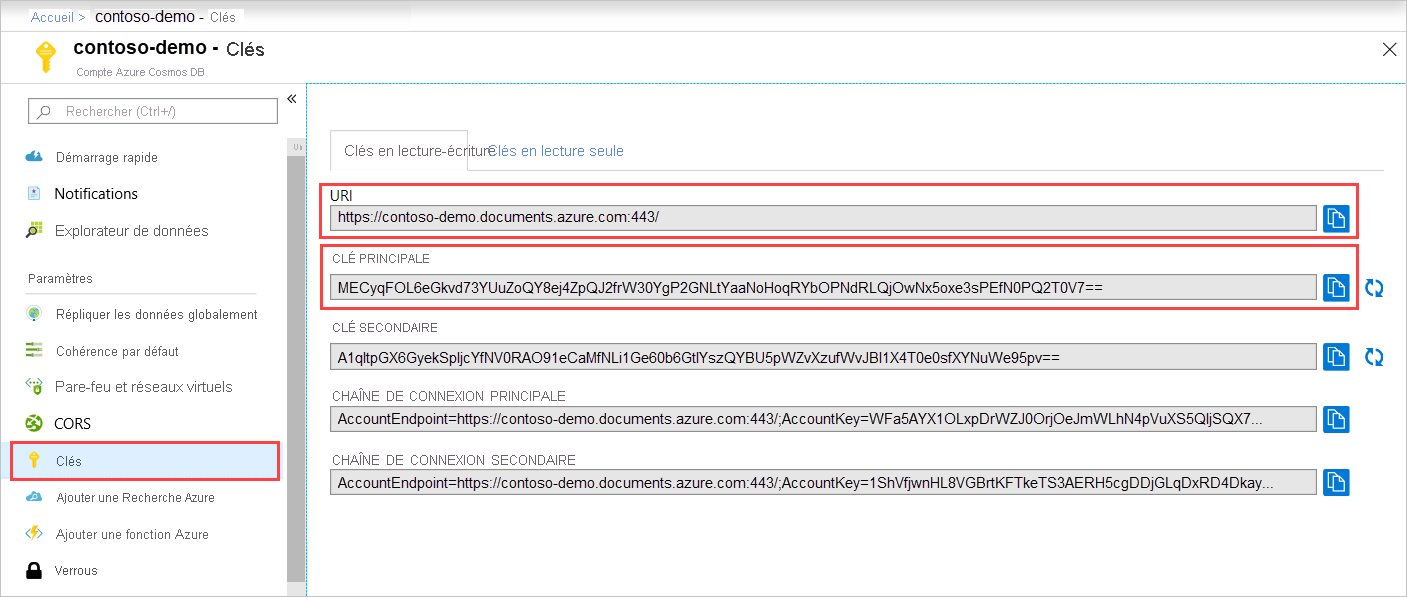 Accueil > contoso-demo - Clés
contoso-demo - Clés
Compte Azure Cosmos DB
Rechercher (Ctrl+/)
Démarrage rapide
Notifications
Explorateur de données
Paramètres
Répliquer les données globalement
Cohérence par défaut
Pare-feu et réseaux virtuels
CORS
Clés
Ajouter une Recherche Azure
Ajouter une fonction Azure
Verrous
Clés en lecture-écriture Clés en lecture seule
URI
https://contoso-demo.documents.azure.com:443/
CLÉ PRINCIPALE
MECyqFOL6eGkvd73YUuZoQY8ej4ZpQJ2frW30YgP2GNLtYaaNoHoqRYbOPNdRLQjOwNx5oxe3sPEfN0PQ2T0V7==
CLÉ SECONDAIRE
A1qltpGX6GyekSpljcYfNV0RAO91eCaMfNLi1Ge60b6GtlYszQYBU5pWZvXzufWvJBl1X4T0e0sfXYNuWe95pv==
CHAÎNE DE CONNEXION PRINCIPALE
AccountEndpoint=https://contoso-demo.documents.azure.com:443/;AccountKey=WFa5AYX1OLxpDrWZJ0OrjOeJmWLhN4pVuXS5QljSQX7...
CHAÎNE DE CONNEXION SECONDAIRE
AccountEndpoint=https://contoso-demo.documents.azure.com:443/;AccountKey=1ShVfjwnHL8VGBrtKFTkeTS3AERH5cgDDjGLqDxRD4Dkay...